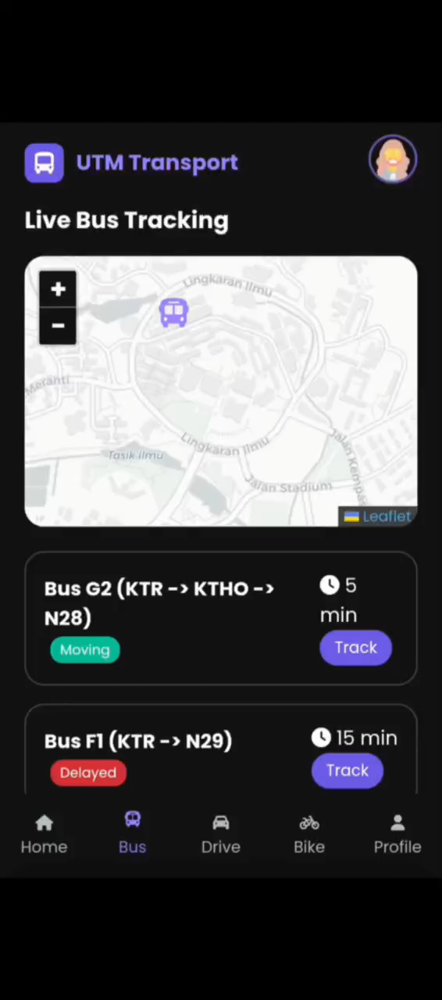 UTM Transport
Live Bus Tracking
+
Lingkaran Ilmu
−
Meranti
Lingkaran Ilmu
Jalan Kempas
Tasik Ilmu
Jalan Stadium
Leaflet
Bus G2 (KTR -> KTHO ->
N28)
5
min
Moving
Track
Bus F1 (KTR -> N29)
15 min
Delayed
Track
Home
Bus
Drive
Bike
Profile